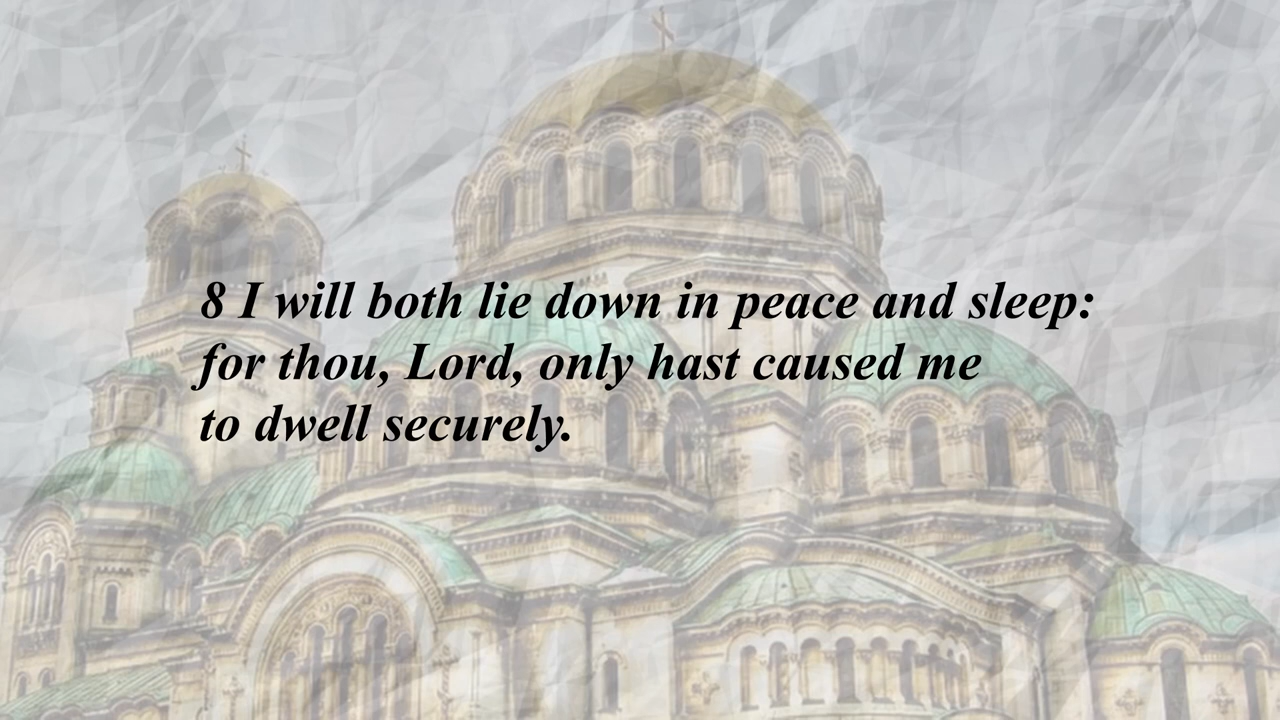 8 I will both lie down in peace and sleep:
for thou, Lord, only hast caused me
to dwell securely.